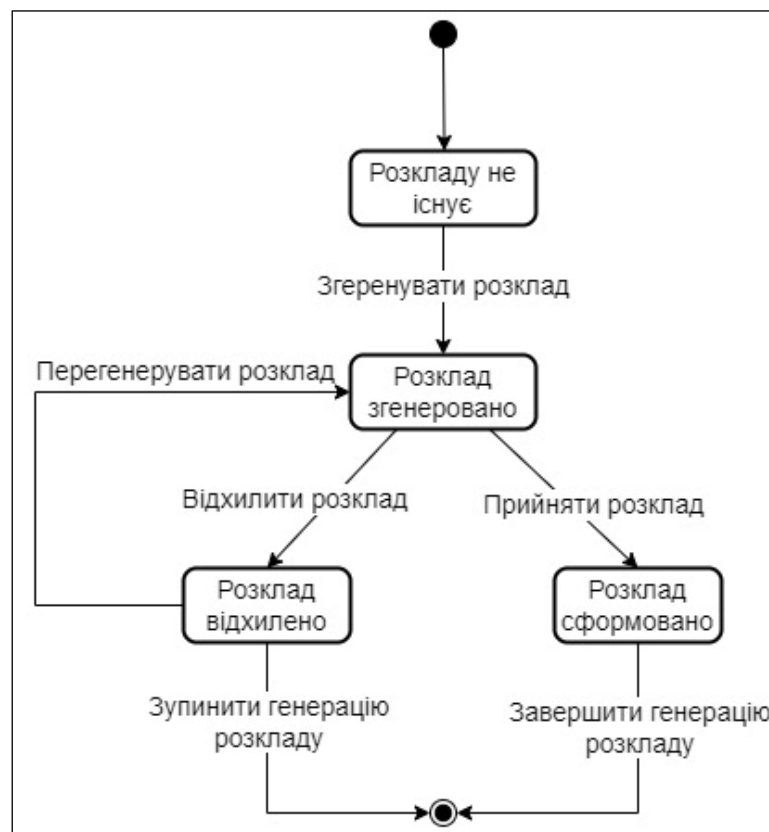 Розкладу не
існує
Згеренувати розклад
Перегенерувати розклад
Розклад
згенеровано
Відхилити розклад
Прийняти розклад
Розклад
відхилено
Розклад
сформовано
Зупинити генерацію
розкладу
Завершити генерацію
розкладу